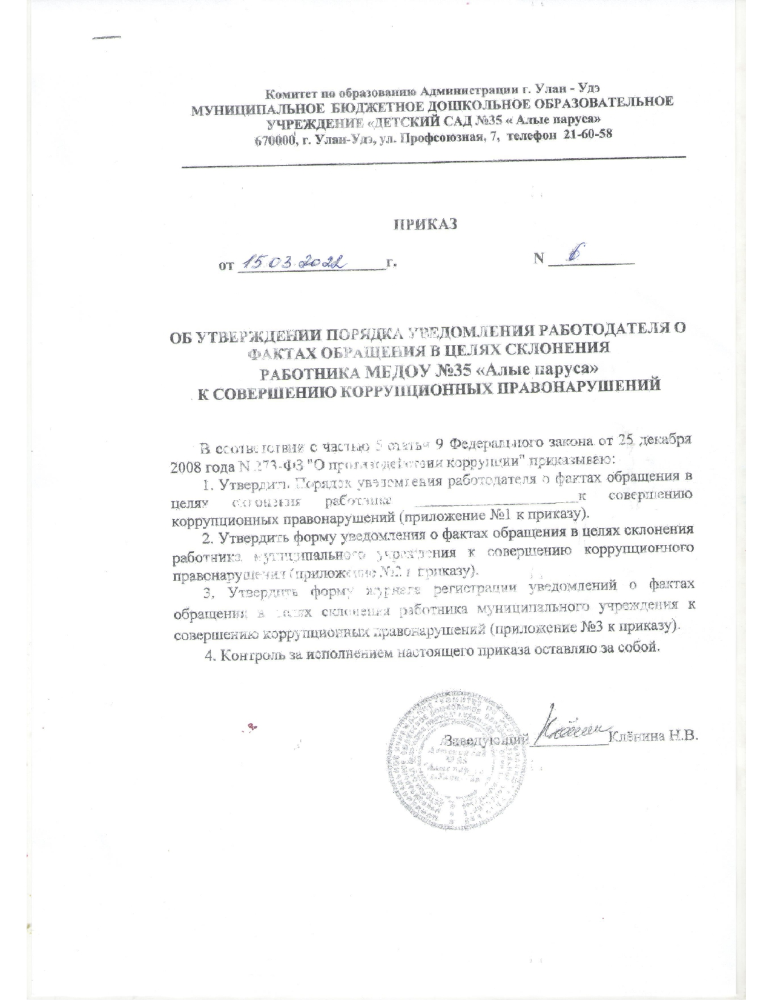 Комитет по образованию Администрации г. Улан - Удэ
МУНИЦИПАЛЬНОЕ БЮДЖЕТНОЕ ДОШКОЛЬНОЕ ОБРАЗОВАТЕЛЬНОЕ
УЧРЕЖДЕНИЕ «ДЕТСКИЙ САД №35 « Алые паруса»
670000, г. Улан-Удэ, ул. Профсоюзная, 7, телефон 21-60-58
ПРИКАЗ
от 15.03.2022 г. N 6
ОБ УТВЕРЖДЕНИИ ПОРЯДКА УВЕДОМЛЕНИЯ РАБОТОДАТЕЛЯ О
ФАКТАХ ОБРАЩЕНИЯ В ЦЕЛЯХ СКЛОНЕНИЯ
РАБОТНИКА МБДОУ №35 «Алые паруса»
К СОВЕРШЕНИЮ КОРРУПЦИОННЫХ ПРАВОНАРУШЕНИЙ
В соответствии с частью 5 статьи 9 Федерального закона от 25 декабря
2008 года N 273-ФЗ "О противодействии коррупции" приказываю:
1. Утвердить Порядок уведомления работодателя о фактах обращения в
целях склонения работника ____________________к совершению
коррупционных правонарушений (приложение №1 к приказу).
2. Утвердить форму уведомления о фактах обращения в целях склонения
работника муниципального учреждения к совершению коррупционного
правонарушения (приложение №2 к приказу).
3. Утвердить форму журнала регистрации уведомлений о фактах
обращения в целях склонения работника муниципального учреждения к
совершению коррупционных правонарушений (приложение №3 к приказу).
4. Контроль за исполнением настоящего приказа оставляю за собой.
Заведующий__________Клёнина Н.В.